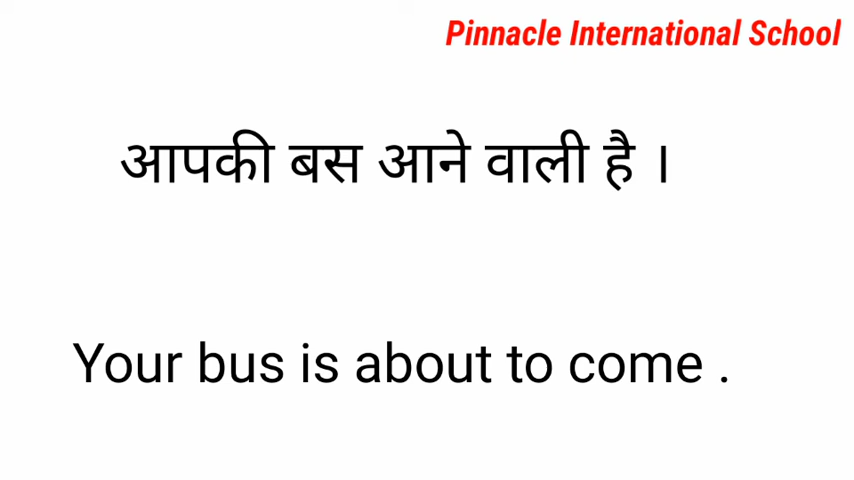 Pinnacle International School
आपकी बस आने वाली है ।
Your bus is about to come .